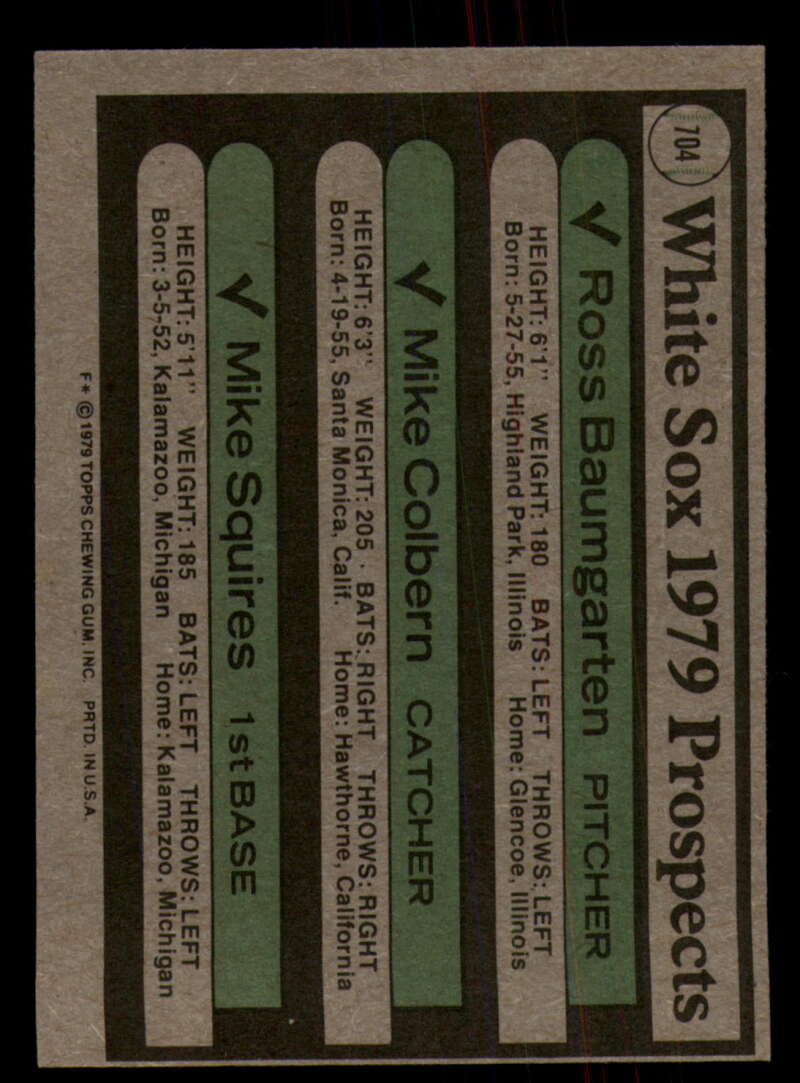 704
White Sox 1979 Prospects
✓ Ross Baumgarten PITCHER
HEIGHT: 6'1" WEIGHT: 180 BATS: LEFT THROWS: LEFT
Born: 5-27-55, Highland Park, Illinois Home: Glencoe, Illinois
✓ Mike Colbern CATCHER
HEIGHT: 6'3" WEIGHT: 205 . BATS: RIGHT THROWS: RIGHT
Born: 4-19-55, Santa Monica, Calif. Home: Hawthorne, California
✓ Mike Squires 1st BASE
HEIGHT: 5'11" WEIGHT: 185 BATS: LEFT THROWS: LEFT
Born: 3-5-52, Kalamazoo, Michigan Home: Kalamazoo, Michigan
F* © 1979 TOPPS CHEWING GUM, INC. PRTD. IN U.S.A.